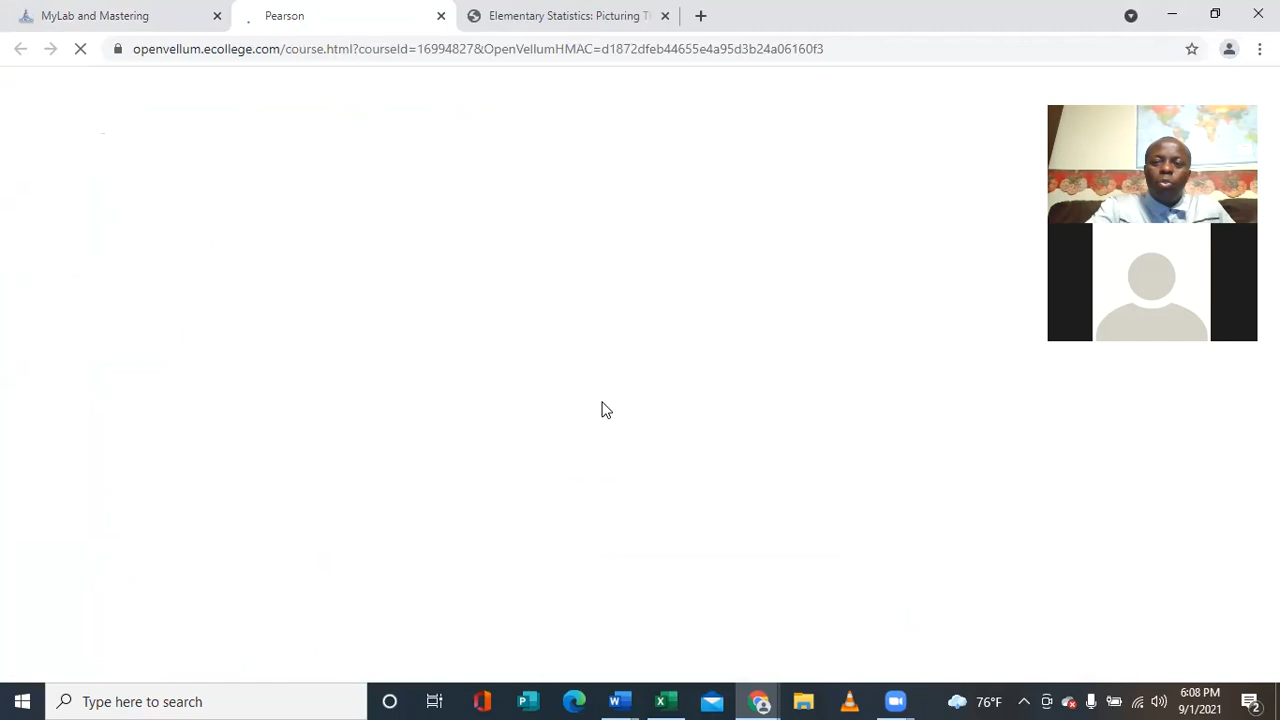 MyLab and Mastering
Pearson
Elementary Statistics: Picturing T
openvellum.ecollege.com/course.html?courseId=16994827&OpenVellumHMAC=d1872dfeb44655e4a95d3b24a06160f3
Type here to search
76°F
6:08 PM
9/1/2021
2